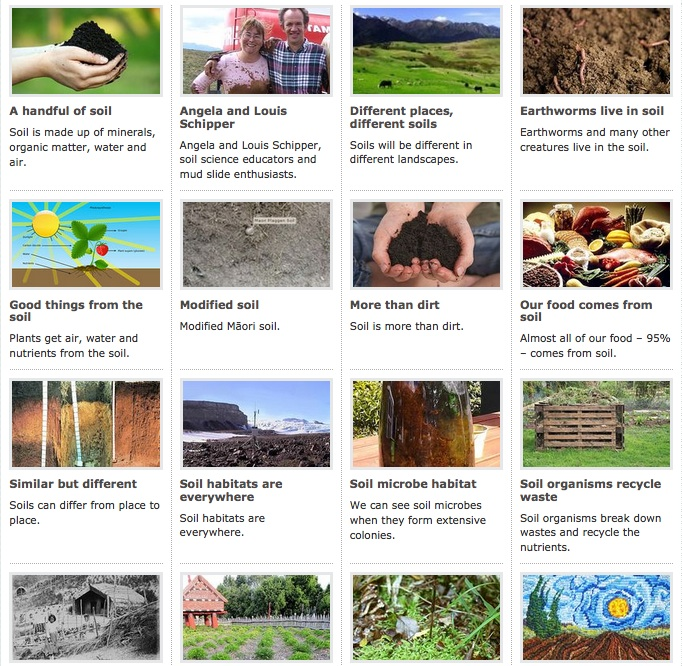 A handful of soil
Soil is made up of minerals,
organic matter, water and
air.
Angela and Louis
Schipper
Angela and Louis Schipper,
soil science educators and
mud slide enthusiasts.
Different places,
different soils
Soils will be different in
different landscapes.
Earthworms live in soil
Earthworms and many other
creatures live in the soil.
Good things from the
soil
Plants get air, water and
nutrients from the soil.
Modified soil
Modified Māori soil.
More than dirt
Soil is more than dirt.
Our food comes from
soil
Almost all of our food – 95%
– comes from soil.
Similar but different
Soils can differ from place to
place.
Soil habitats are
everywhere
Soil habitats are
everywhere.
Soil microbe habitat
We can see soil microbes
when they form extensive
colonies.
Soil organisms recycle
waste
Soil organisms break down
wastes and recycle the
nutrients.